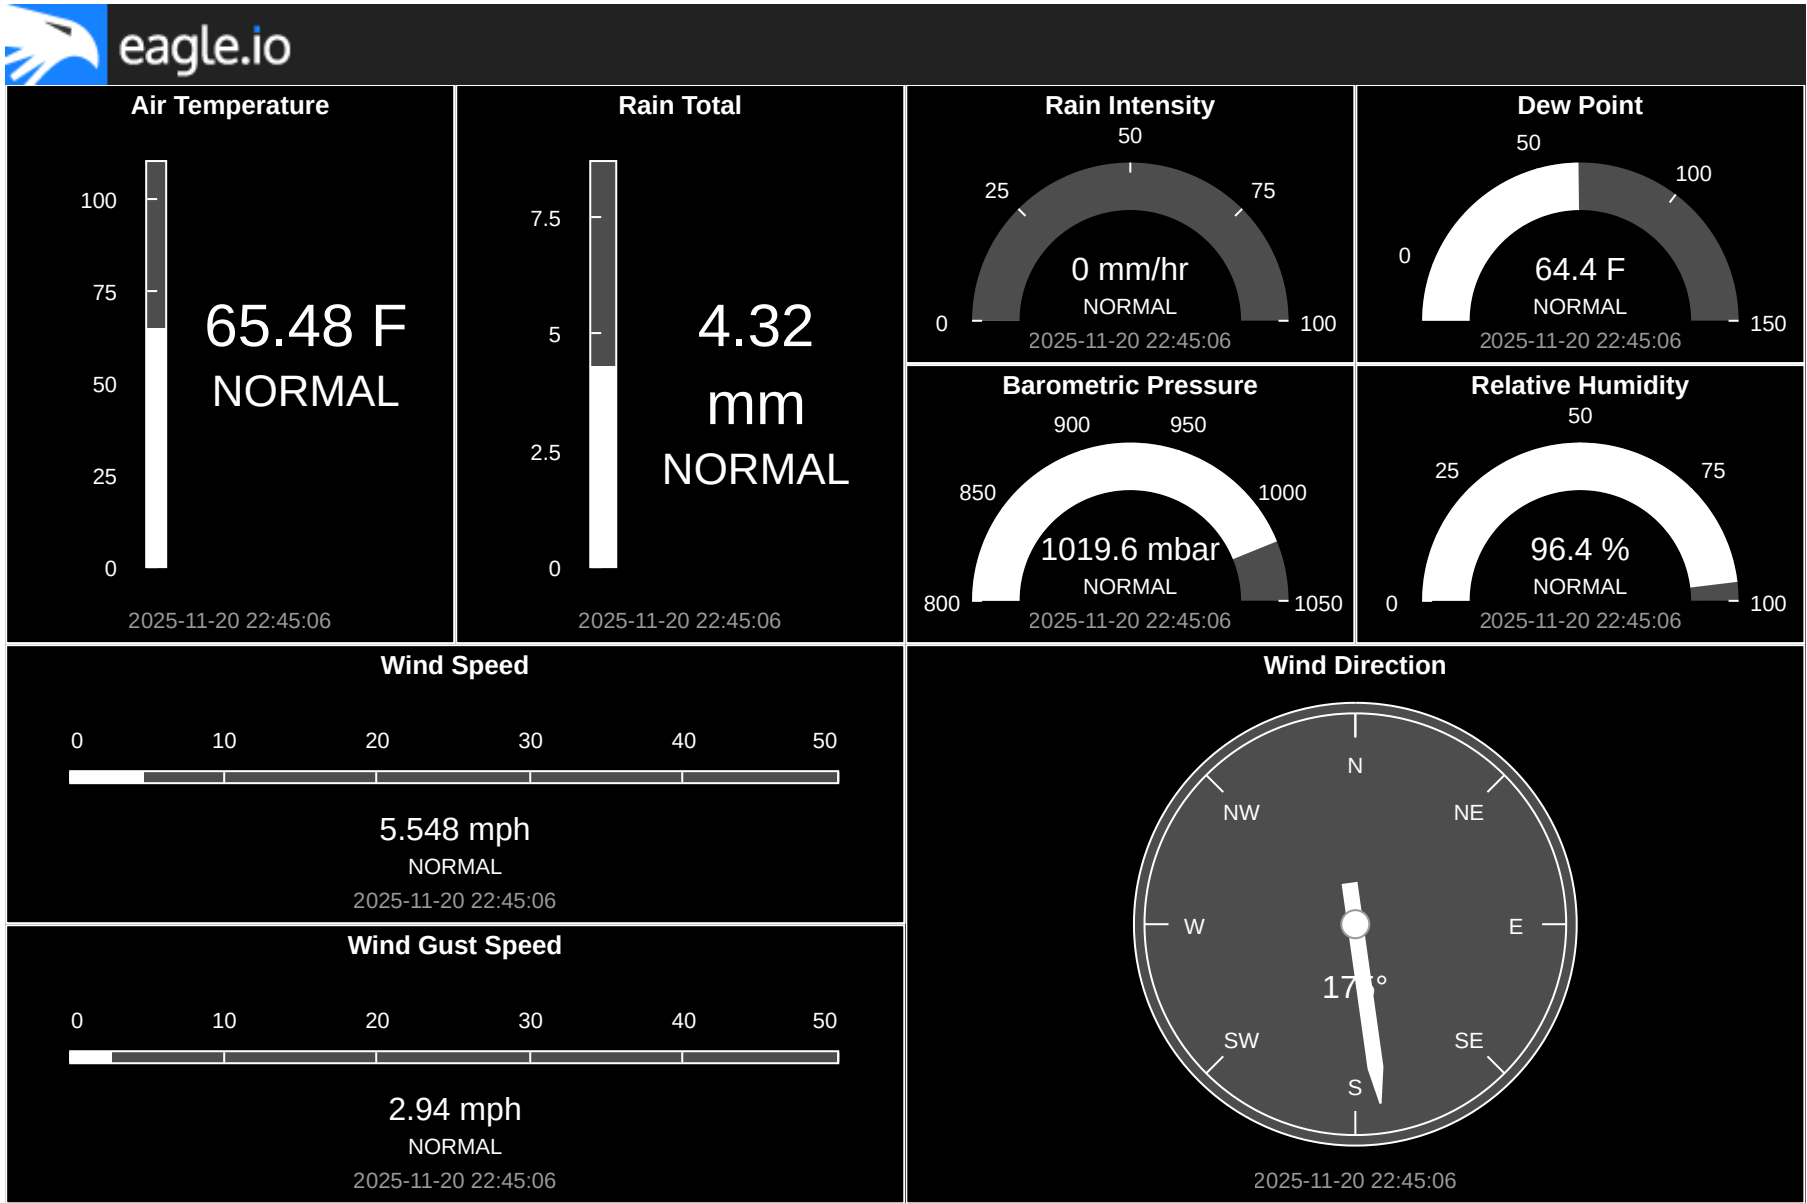 eagle.io
Air Temperature
100
75
50
25
0
65.48 F
NORMAL
2025-11-20 22:45:06
Rain Total
7.5
5
2.5
0
4.32
mm
NORMAL
2025-11-20 22:45:06
Rain Intensity
0
25
50
75
100
0 mm/hr
NORMAL
2025-11-20 22:45:06
Dew Point
0
50
100
150
64.4 F
NORMAL
2025-11-20 22:45:06
Barometric Pressure
800
850
900
950
1000
1050
1019.6 mbar
NORMAL
2025-11-20 22:45:06
Relative Humidity
0
25
50
75
100
96.4 %
NORMAL
2025-11-20 22:45:06
Wind Speed
0 10 20 30 40 50
5.548 mph
NORMAL
2025-11-20 22:45:06
Wind Gust Speed
0 10 20 30 40 50
2.94 mph
NORMAL
2025-11-20 22:45:06
Wind Direction
N
NW NE
W E
SW SE
S
2025-11-20 22:45:06